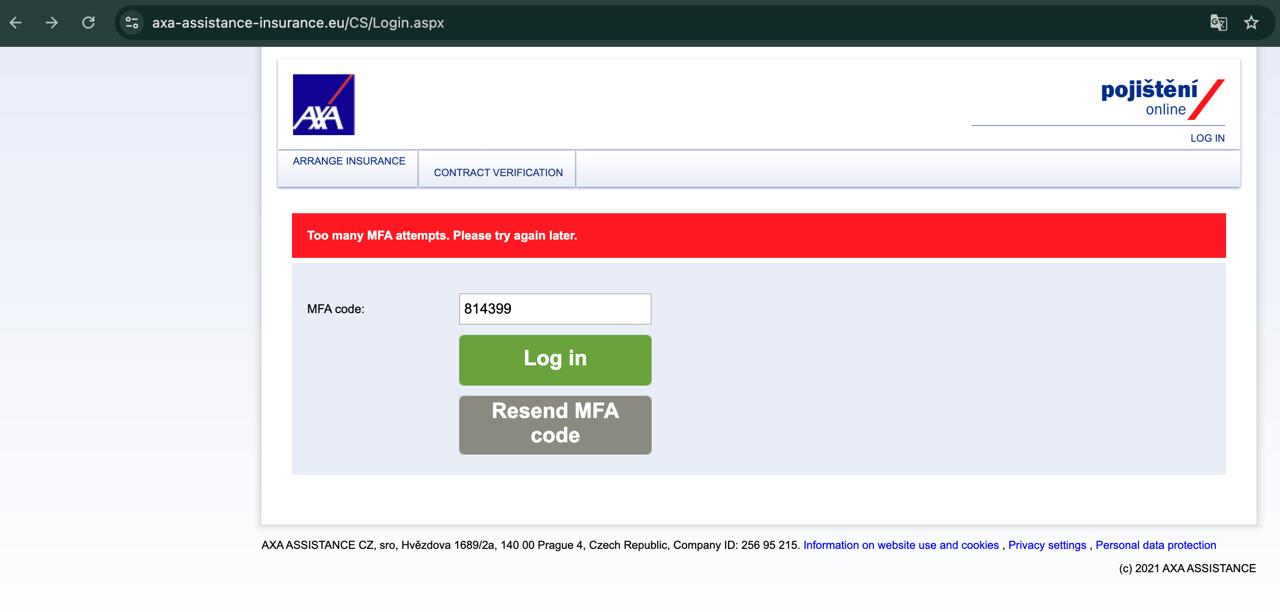 axa-assistance-insurance.eu/CS/Login.aspx
AXA
pojištění
online
LOG IN
ARRANGE INSURANCE
CONTRACT VERIFICATION
Too many MFA attempts. Please try again later.
MFA code:
814399
Log in
Resend MFA
code
AXA ASSISTANCE CZ, sro, Hvězdova 1689/2a, 140 00 Prague 4, Czech Republic, Company ID: 256 95 215. Information on website use and cookies , Privacy settings , Personal data protection
(c) 2021 AXA ASSISTANCE